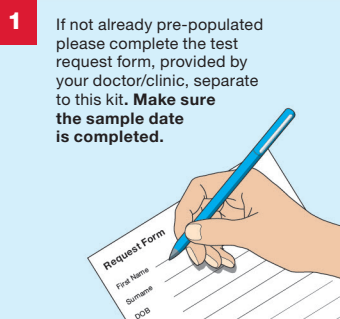 1
If not already pre-populated
please complete the test
request form, provided by
your doctor/clinic, separate
to this kit. Make sure
the sample date
is completed.
Request Form
First Name
Surname
DOB